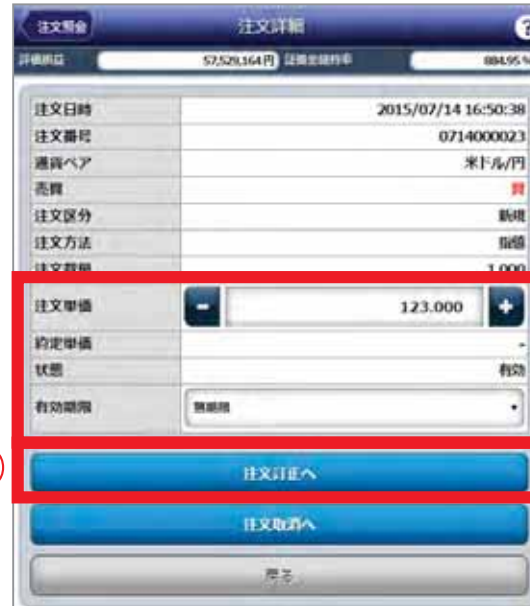 注文照会 注文詳細 ?
評価損益 57,529,164円 証拠金維持率 884.95 %
注文日時 2015/07/14 16:50:38
注文番号 0714000023
通貨ペア 米ドル/円
売買 買
注文区分 新規
注文方法 指値
注文数量 1,000
注文単価 - 123.000 +
約定単価 -
状態 有効
有効期限 無期限
注文訂正へ
注文取消へ
戻る